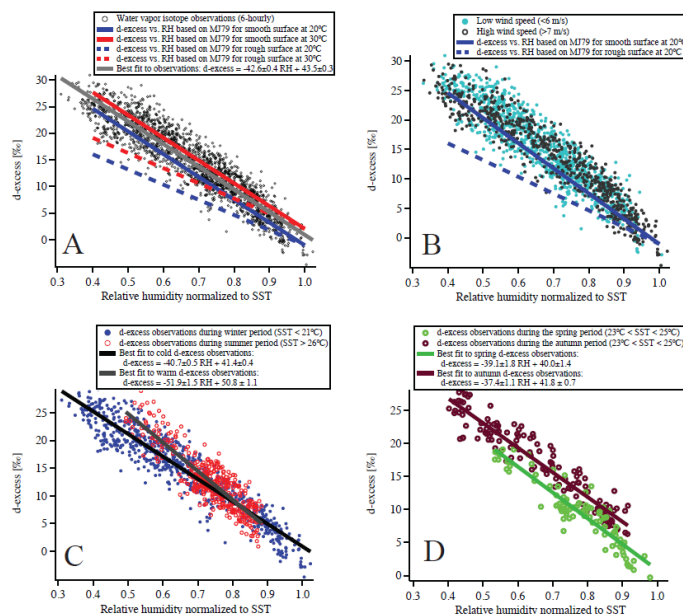 Water vapor isotope observations (6-hourly)
d-excess vs. RH based on MJ79 for smooth surface at 20℃
d-excess vs. RH based on MJ79 for smooth surface at 30℃
d-excess vs. RH based on MJ79 for rough surface at 20℃
d-excess vs. RH based on MJ79 for rough surface at 30℃
Best fit to observations: d-excess = -42.6±0.4 RH + 43.5±0.3
30
25
20
15
10
5
0
d-excess [‰]
A
0.3 0.4 0.5 0.6 0.7 0.8 0.9 1.0
Relative humidity normalized to SST
Low wind speed (<6 m/s)
High wind speed (>7 m/s)
d-excess vs. RH based on MJ79 for smooth surface at 20℃
d-excess vs. RH based on MJ79 for rough surface at 20℃
30
25
20
15
10
5
0
d-excess [‰]
B
0.3 0.4 0.5 0.6 0.7 0.8 0.9 1.0
Relative humidity normalized to SST
d-excess observations during winter period (SST < 21℃)
d-excess observations during summer period (SST > 26℃)
Best fit to cold d-excess observations:
d-excess = -40.7±0.5 RH + 41.4±0.4
Best fit to warm d-excess observations:
d-excess = -51.9±1.5 RH + 50.8 ± 1.1
25
20
15
10
5
0
d-excess [‰]
C
0.3 0.4 0.5 0.6 0.7 0.8 0.9 1.0
Relative humidity normalized to SST
d-excess observations during the spring period (23℃ < SST < 25℃)
d-excess observations during the autumn period (23℃ < SST < 25℃)
Best fit to spring d-excess observations:
d-excess = -39.1±1.8 RH + 40.0±1.4
Best fit to autumn d-excess observations:
d-excess = -37.4±1.1 RH + 41.8 ± 0.7
25
20
15
10
5
0
d-excess [‰]
D
0.3 0.4 0.5 0.6 0.7 0.8 0.9 1.0
Relative humidity normalized to SST